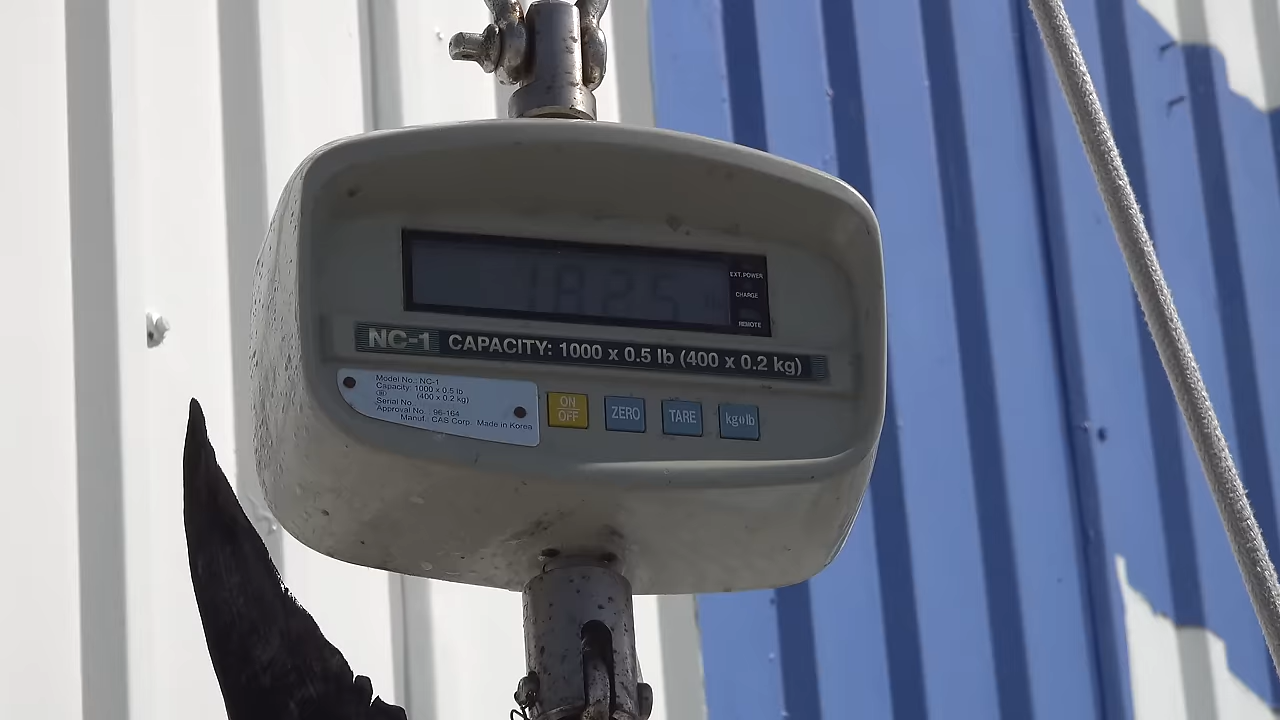 1825
EXT. POWER
CHARGE
REMOTE
NC-1 CAPACITY: 1000 x 0.5 lb (400 x 0.2 kg)
Model No.: NC-1
Capacity: 1000 x 0.5 lb
(400 x 0.2 kg)
Serial No.
Approval No.: 96-164
Manuf.: CAS Corp. Made in Korea
ON
OFF
ZERO
TARE
kg lb